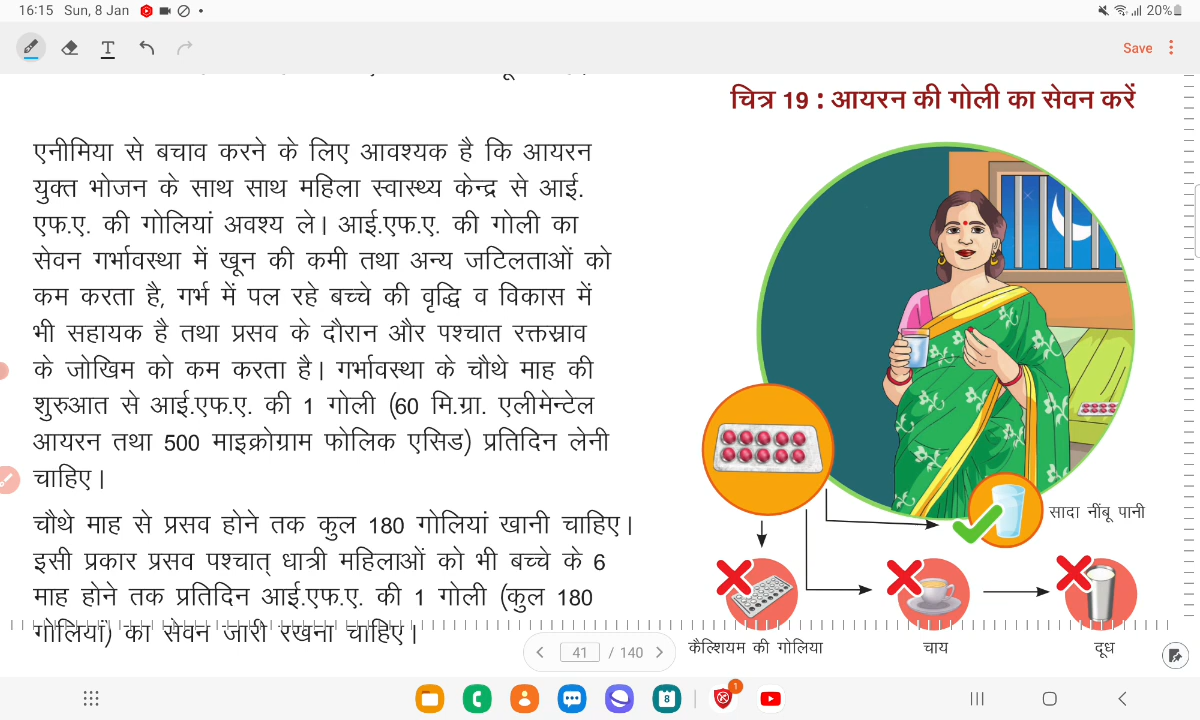 16:15 Sun, 8 Jan
20%
T
Save
चित्र 19 : आयरन की गोली का सेवन करें
एनीमिया से बचाव करने के लिए आवश्यक है कि आयरन
युक्त भोजन के साथ साथ महिला स्वास्थ्य केन्द्र से आई.
एफ.ए. की गोलियां अवश्य ले। आई.एफ.ए. की गोली का
सेवन गर्भावस्था में खून की कमी तथा अन्य जटिलताओं को
कम करता है, गर्भ में पल रहे बच्चे की वृद्धि व विकास में
भी सहायक है तथा प्रसव के दौरान और पश्चात रक्तस्राव
के जोखिम को कम करता है। गर्भावस्था के चौथे माह की
शुरुआत से आई.एफ.ए. की 1 गोली (60 मि.ग्रा. एलीमेन्टेल
आयरन तथा 500 माइक्रोग्राम फोलिक एसिड) प्रतिदिन लेनी
चाहिए।
चौथे माह से प्रसव होने तक कुल 180 गोलियां खानी चाहिए।
इसी प्रकार प्रसव पश्चात् धात्री महिलाओं को भी बच्चे के 6
माह होने तक प्रतिदिन आई.एफ.ए. की 1 गोली (कुल 180
गोलियां) का सेवन जारी रखना चाहिए।
सादा नींबू पानी
कैल्शियम की गोलिया
चाय
दूध
41 / 140
8
1